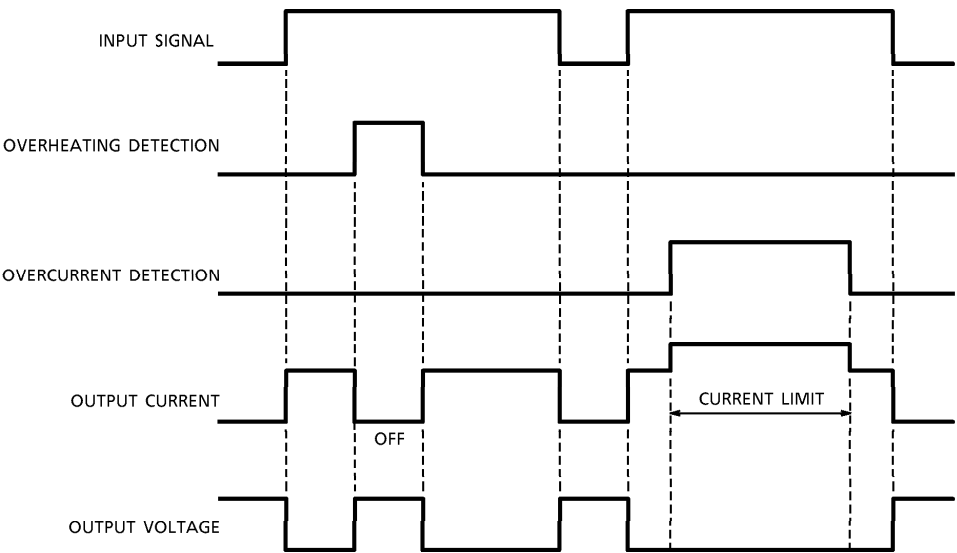 INPUT SIGNAL
OVERHEATING DETECTION
OVERCURRENT DETECTION
OUTPUT CURRENT
CURRENT LIMIT
OFF
OUTPUT VOLTAGE